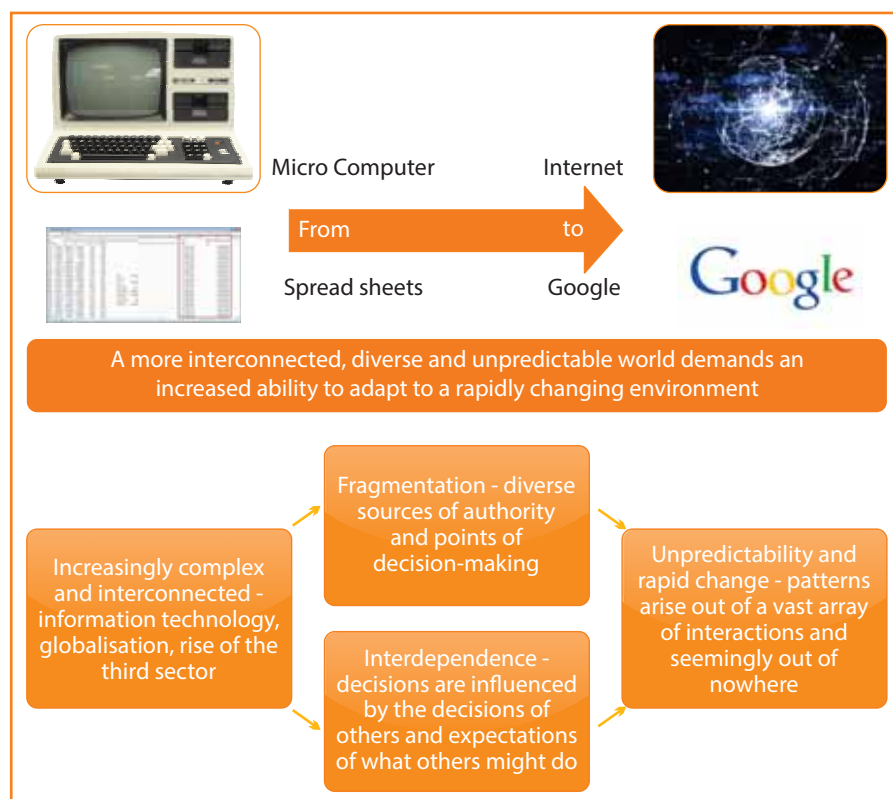 Micro Computer
Internet
From
to
Spread sheets
Google
Google
A more interconnected, diverse and unpredictable world demands an
increased ability to adapt to a rapidly changing environment
Fragmentation - diverse
sources of authority
and points of
decision-making
Increasingly complex
and interconnected -
information technology,
globalisation, rise of the
third sector
Interdependence -
decisions are influenced
by the decisions of
others and expectations
of what others might do
Unpredictability and
rapid change - patterns
arise out of a vast array
of interactions and
seemingly out of
nowhere